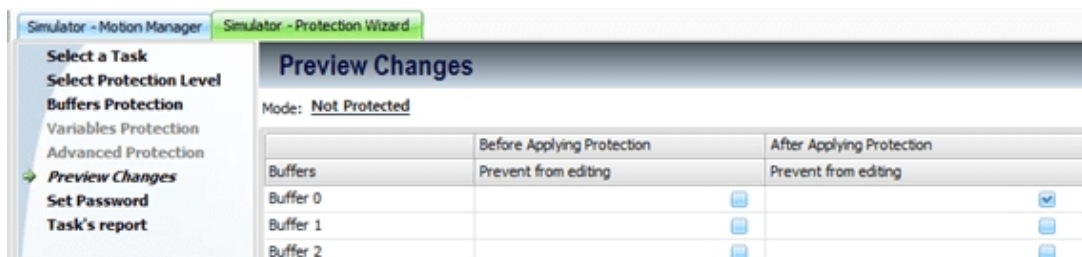 Simulator - Motion Manager Simulator - Protection Wizard
Select a Task
Select Protection Level
Buffers Protection
Variables Protection
Advanced Protection
Preview Changes
Set Password
Task's report
Preview Changes
Mode: Not Protected
Before Applying Protection After Applying Protection
Buffers Prevent from editing Prevent from editing
Buffer 0
Buffer 1
Buffer 2